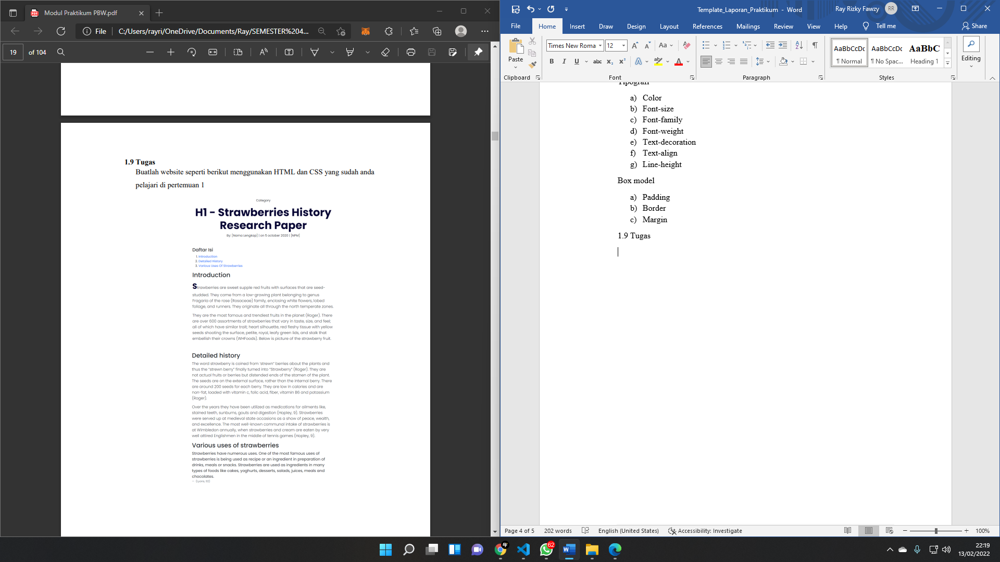 Modul Praktikum PBW.pdf
File
C:/Users/rayri/OneDrive/Documents/Ray/SEMESTER%204...
19
of 104
1.9 Tugas
Buatlah website seperti berikut menggunakan HTML dan CSS yang sudah anda
pelajari di pertemuan 1
Category
H1 - Strawberries History
Research Paper
By: [Nama Lengkap] | on 5 october 2020 | [NPM]
Daftar Isi
1. Introduction
2. Detailed History
3. Various Uses Of Strawberries
Introduction
Strawberries are sweet supple red fruits with surfaces that are seed-
studded. They come from a low-growing plant belonging to genus
Fragaria of the rose (Rosaceae) family, enclosing white flowers, lobed
foliage, and runners. They originate all through the north temperate zones.
They are the most famous and trendiest fruits in the planet (Roger). There
are over 600 assortments of strawberries that vary in taste, size, and feel;
all of which have similar trait; heart silhouette, red fleshy tissue with yellow
seeds shooting the surface, petite, royal, leafy green lids, and stalk that
embellish their crowns (WHFoods). Below is picture of the strawberry fruit.
Detailed history
The word strawberry is coined from 'strewn" berries about the plants and
thus the "strewn berry" finally turned into "Strawberry" (Roger). They are
not actual fruits or berries but distended ends of the stamen of the plant.
The seeds are on the external surface, rather than the internal berry. There
are around 200 seeds for each berry. They are low in calories and are
non-fat, loaded with vitamin c, folic acid, fiber, vitamin B6 and potassium
(Roger).
Over the years they have been utilized as medications for ailments like,
stained teeth, sunburns, gouts and digestion (Hopley, 9). Strawberries
were served up at medieval state occasions as a show of peace, wealth,
and excellence. The most well-known communal intake of strawberries is
at Wimbledon annually, when strawberries and cream are eaten by very
well attired Englishmen in the middle of tennis games (Hopley, 9).
Various uses of strawberries
Strawberries have numerous uses. One of the most famous uses of
strawberries is being used as recipe or an ingredient in preparation of
drinks, meals or snacks. Strawberries are used as ingredients in many
types of foods like cakes, yoghurts, desserts, salads, juices, meals and
chocolates.
— (Lyons, 62)
Template_Laporan_Praktikum - Word
Ray Rizky Fawzy
RR
File
Home
Insert
Draw
Design
Layout
References
Mailings
Review
View
Help
Tell me
Share
Paste
Clipboard
Times New Roma
12
Aa
B I U abc x₂ x²
Font
Paragraph
AaBbCcDc
¶ Normal
AaBbCcDc
¶ No Spac...
AaBbC
Heading 1
Styles
Editing
Tipografi
a) Color
b) Font-size
c) Font-family
d) Font-weight
e) Text-decoration
f) Text-align
g) Line-height
Box model
a) Padding
b) Border
c) Margin
1.9 Tugas
Page 4 of 5
202 words
English (United States)
Accessibility: Investigate
100%
62
22:19
13/02/2022